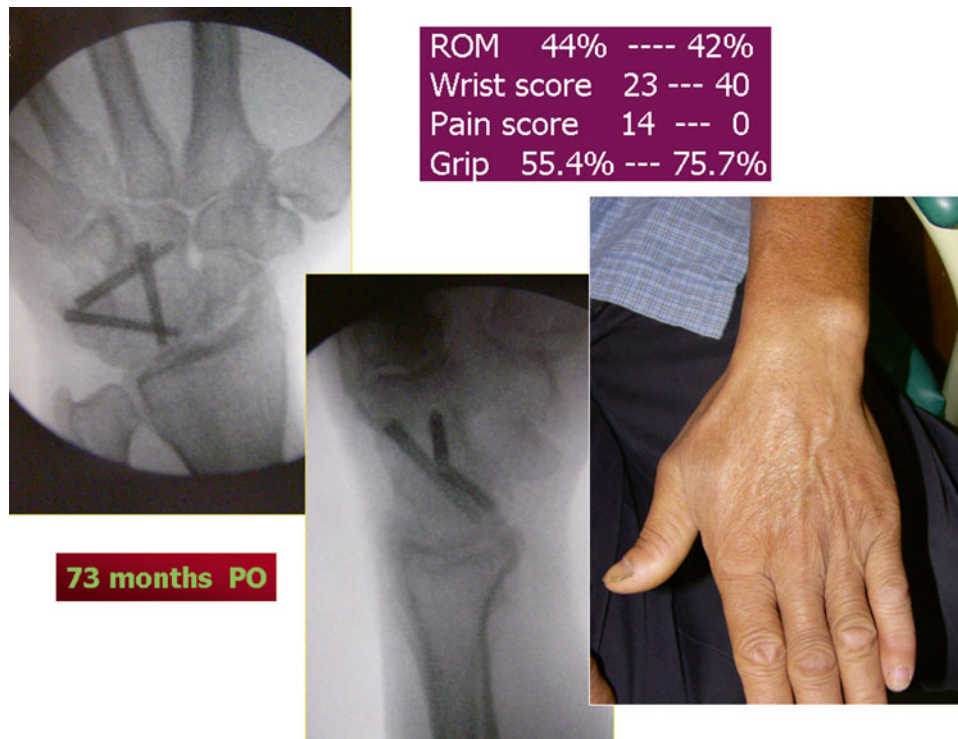 ROM 44% ---- 42%
Wrist score 23 --- 40
Pain score 14 --- 0
Grip 55.4% --- 75.7%
73 months PO